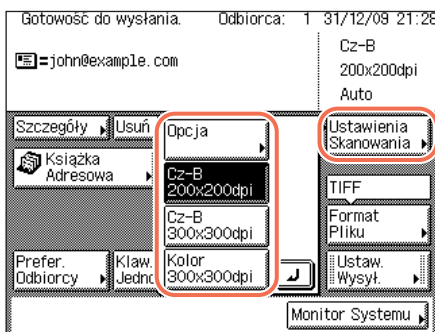 Gotowość do wysłania. Odbiorca: 1 31/12/09 21:28
=john@example.com
Cz-B
200x200dpi
Auto
Szczegóły
Usuń
Opcja
Ustawienia
Skanowania
Książka
Adresowa
Cz-B
200x200dpi
TIFF
Cz-B
300x300dpi
Format
Pliku
Prefer.
Odbiorcy
Klaw.
Kolor
300x300dpi
Ustaw.
Wysył.
Monitor Systemu